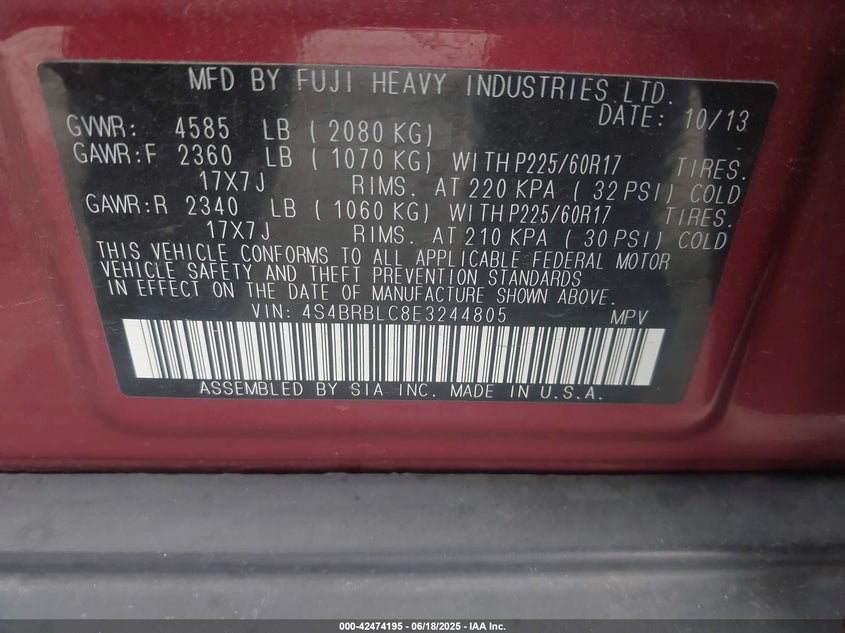 MFD BY FUJI HEAVY INDUSTRIES LTD.
DATE: 10/13
GVWR: 4585 LB ( 2080 KG)
GAWR:F 2360 LB ( 1070 KG) WITH P225/60R17 TIRES.
17X7J RIMS. AT 220 KPA ( 32 PSI) COLD
GAWR:R 2340 LB ( 1060 KG) WITH P225/60R17 TIRES.
17X7J RIMS. AT 210 KPA ( 30 PSI) COLD
THIS VEHICLE CONFORMS TO ALL APPLICABLE FEDERAL MOTOR
VEHICLE SAFETY AND THEFT PREVENTION STANDARDS
IN EFFECT ON THE DATE OF MANUFACTURE SHOWN ABOVE.
VIN: 4S4BRBLC8E3244805 MPV
ASSEMBLED BY SIA INC. MADE IN U.S.A.
000-42474195 - 06/18/2025 - IAA Inc.